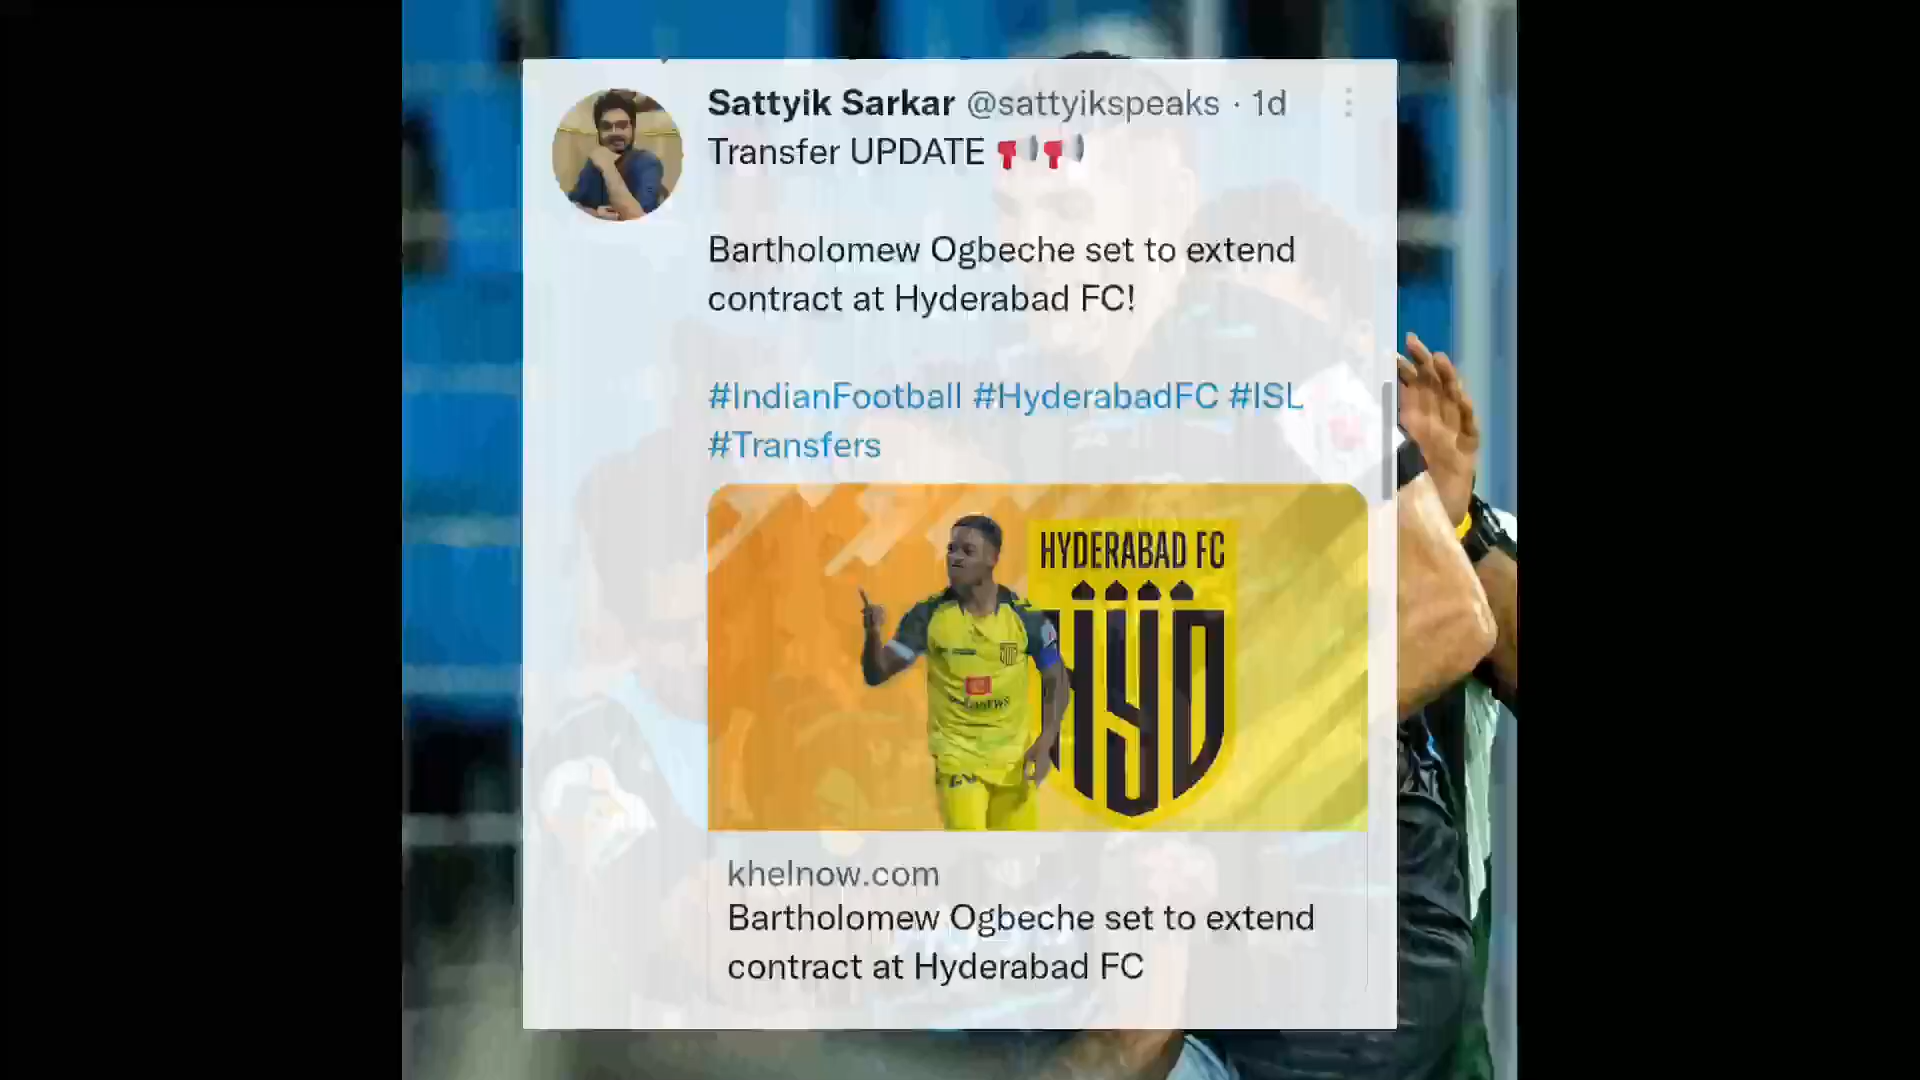 Sattyik Sarkar @sattyikspeaks · 1d
Transfer UPDATE
Bartholomew Ogbeche set to extend
contract at Hyderabad FC!
#IndianFootball #HyderabadFC #ISL
#Transfers
HYDERABAD FC
HYD
khelnow.com
Bartholomew Ogbeche set to extend
contract at Hyderabad FC